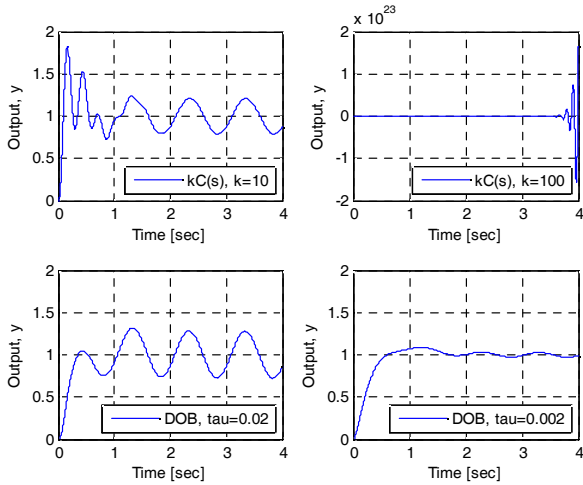 x 10^23
2
1.5
1
0.5
0
Output, y
kC(s), k=10
0 1 2 3 4
Time [sec]
2
1
0
-1
-2
Output, y
kC(s), k=100
0 1 2 3 4
Time [sec]
2
1.5
1
0.5
0
Output, y
DOB, tau=0.02
0 1 2 3 4
Time [sec]
2
1.5
1
0.5
0
Output, y
DOB, tau=0.002
0 1 2 3 4
Time [sec]